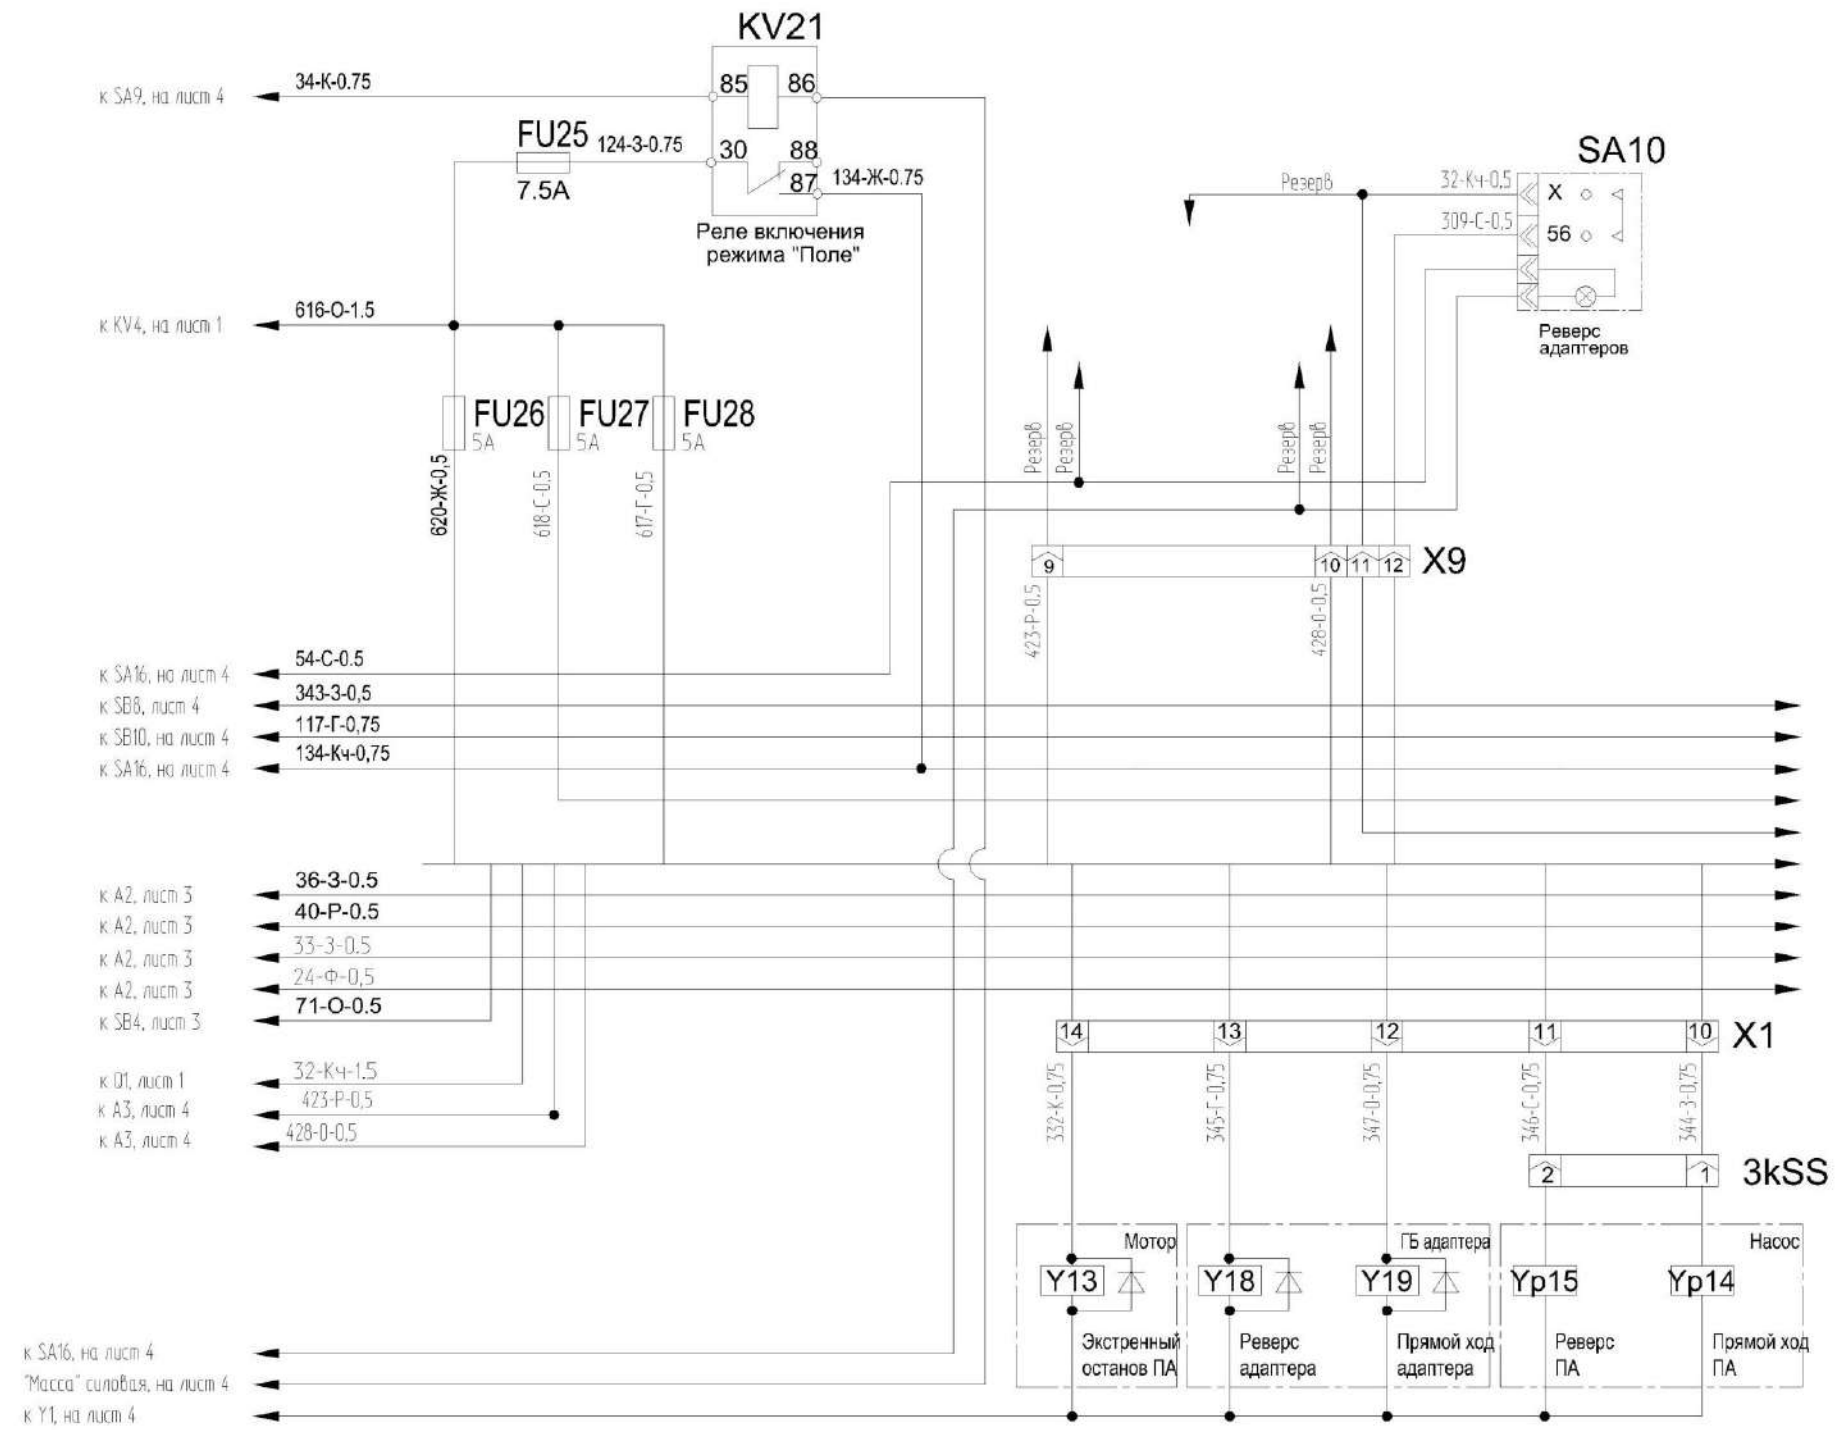 KV21
к SA9, на лист 4
34-К-0.75
85
86
FU25
124-З-0.75
30
88
7.5A
87
134-Ж-0.75
Реле включения
режима "Поле"
SA10
Резерв
32-Кч-0,5
X
309-С-0,5
56
Реверс
адаптеров
к KV4, на лист 1
616-О-1.5
FU26
5А
FU27
5А
FU28
5А
620-Ж-0,5
618-С-0.5
617-Г-0.5
Резерв
Резерв
Резерв
Резерв
9
10
11
12
X9
423-Р-0.5
428-0-0,5
к SA16, на лист 4
54-С-0.5
к SB8, лист 4
343-З-0,5
к SB10, на лист 4
117-Г-0,75
к SA16, на лист 4
134-Кч-0,75
к А2, лист 3
36-З-0.5
к А2, лист 3
40-Р-0.5
к А2, лист 3
33-З-0.5
к А2, лист 3
24-Ф-0,5
к SB4, лист 3
71-О-0.5
14
13
12
11
10
X1
к D1, лист 1
32-Кч-1.5
к А3, лист 4
423-Р-0,5
к А3, лист 4
428-0-0,5
332-К-0,75
345-Г-0,75
347-0-0,75
346-С-0,75
344-З-0,75
2
1
3kSS
Мотор
ГБ адаптера
Насос
Y13
Y18
Y19
Yp15
Yp14
Экстренный
останов ПА
Реверс
адаптера
Прямой ход
адаптера
Реверс
ПА
Прямой ход
ПА
к SA16, на лист 4
"Масса" силовая, на лист 4
к Y1, на лист 4